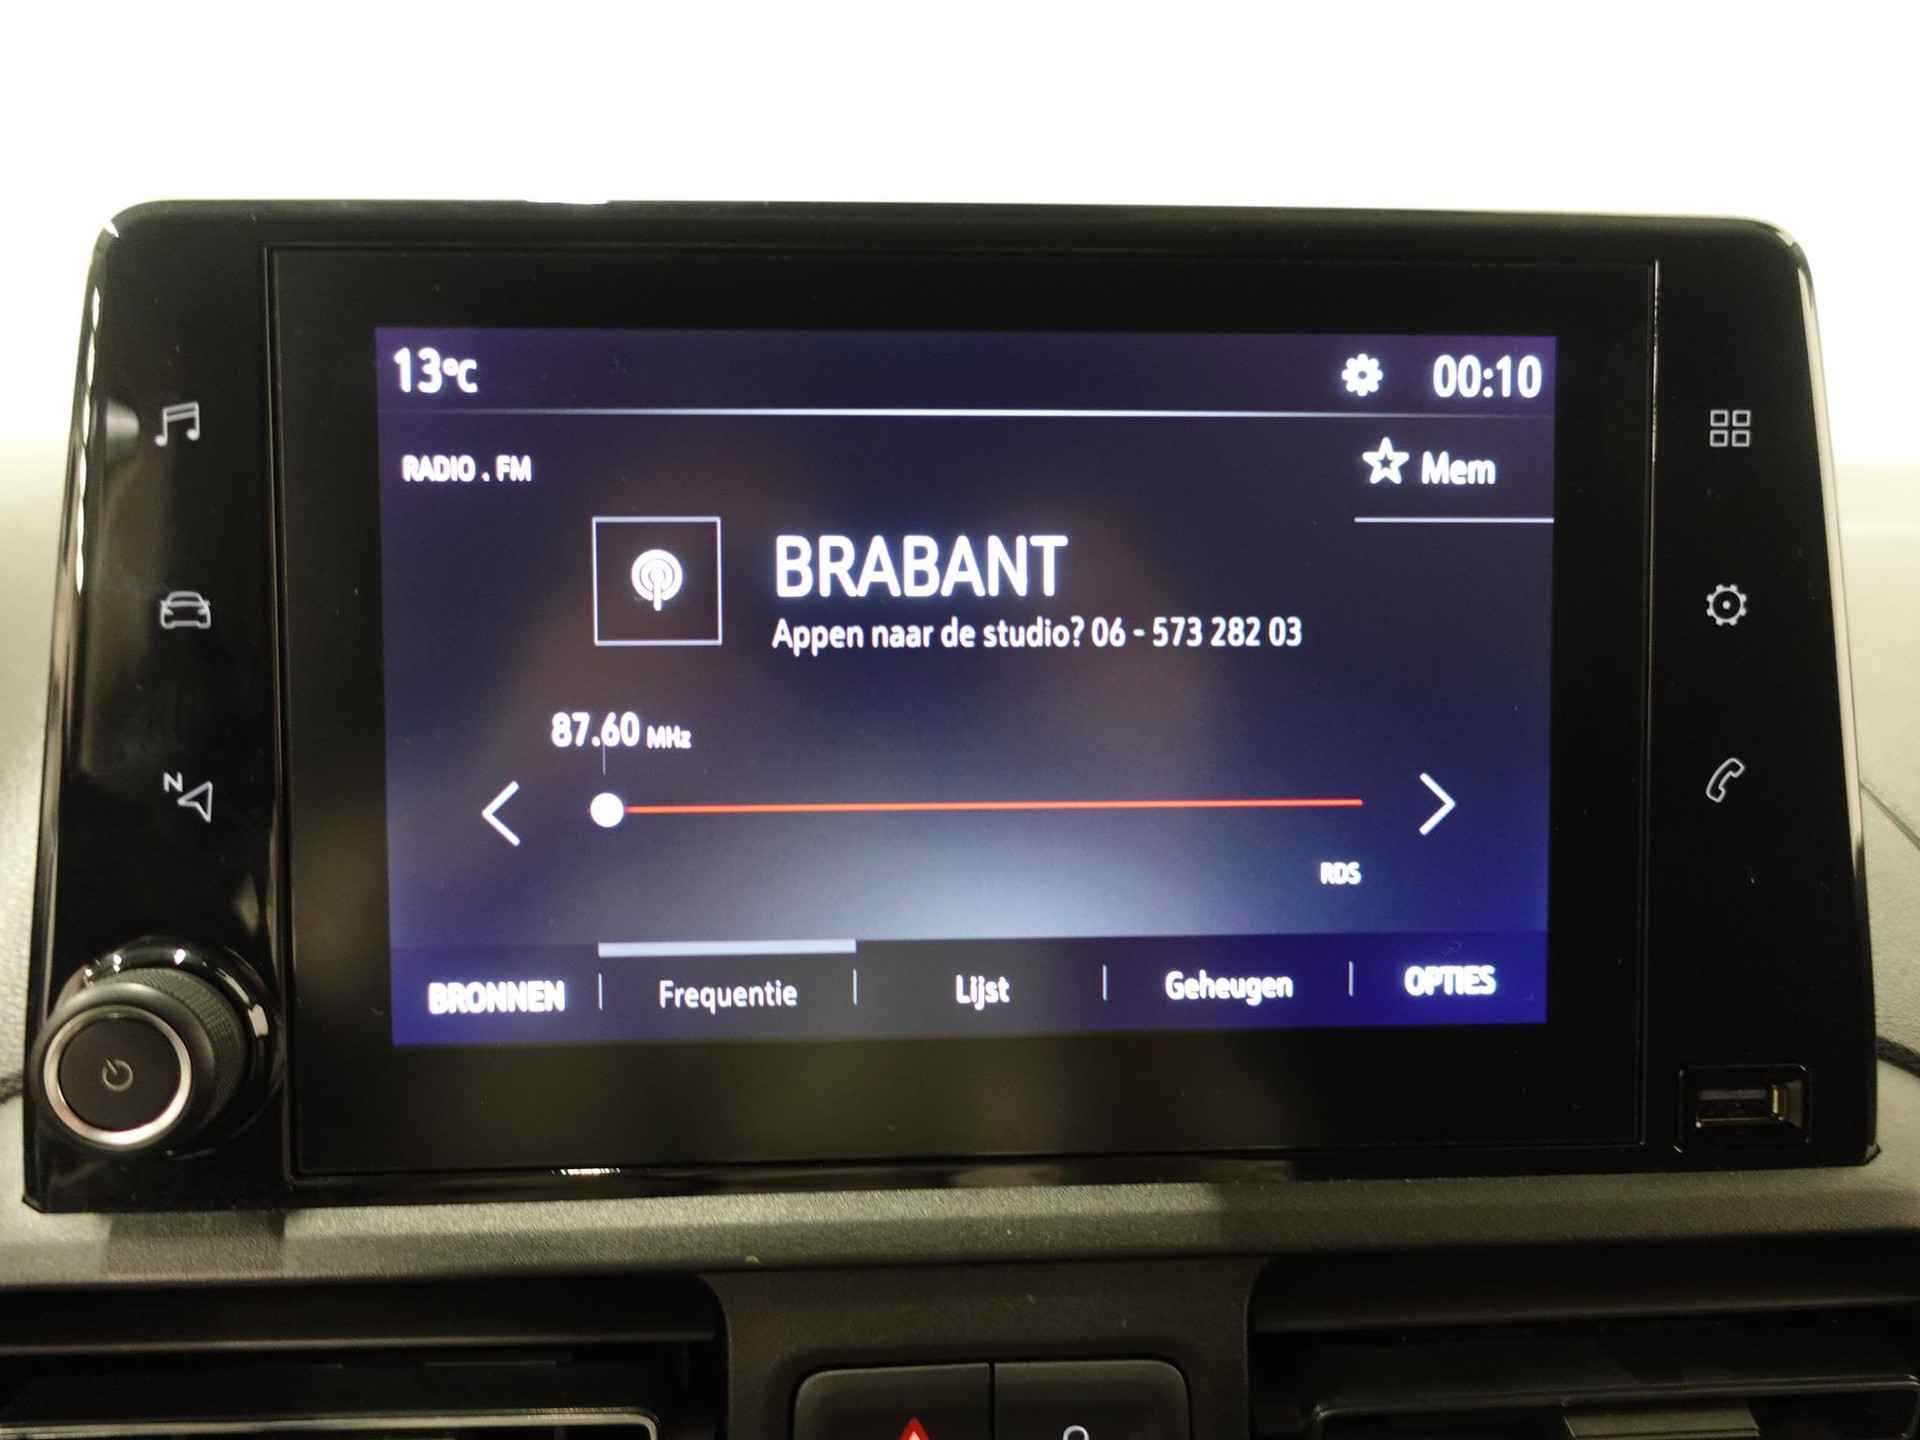 13°C 00:10
RADIO . FM
Mem
BRABANT
Appen naar de studio? 06 - 573 282 03
87.60 MHz
N
RDS
BRONNEN Frequentie Lijst Geheugen OPTIES